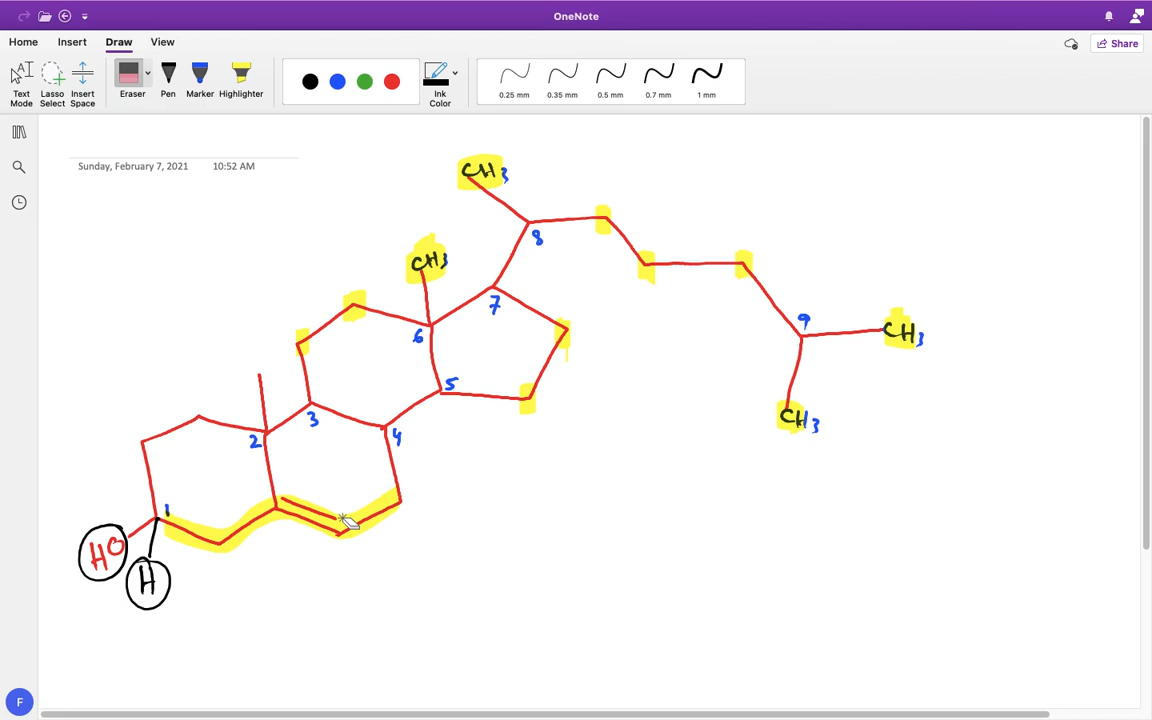 OneNote
Home Insert Draw View
Share
Text Mode
Lasso Select
Insert Space
Eraser
Pen
Marker
Highlighter
Ink Color
0.25 mm
0.35 mm
0.5 mm
0.7 mm
1 mm
Sunday, February 7, 2021 10:52 AM
CH3
8
CH3
7
9
6
CH3
5
3
CH3
2
4
1
HO
H
F